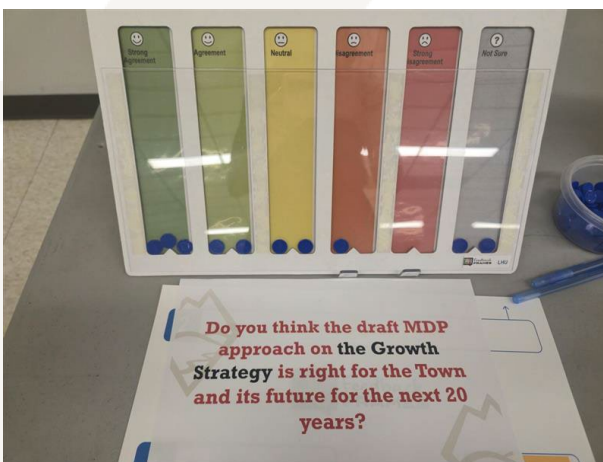 Strong
Agreement
Agreement
Neutral
Disagreement
Strong
Disagreement
?
Not Sure
LH2
Do you think the draft MDP
approach on the Growth
Strategy is right for the Town
and its future for the next 20
years?